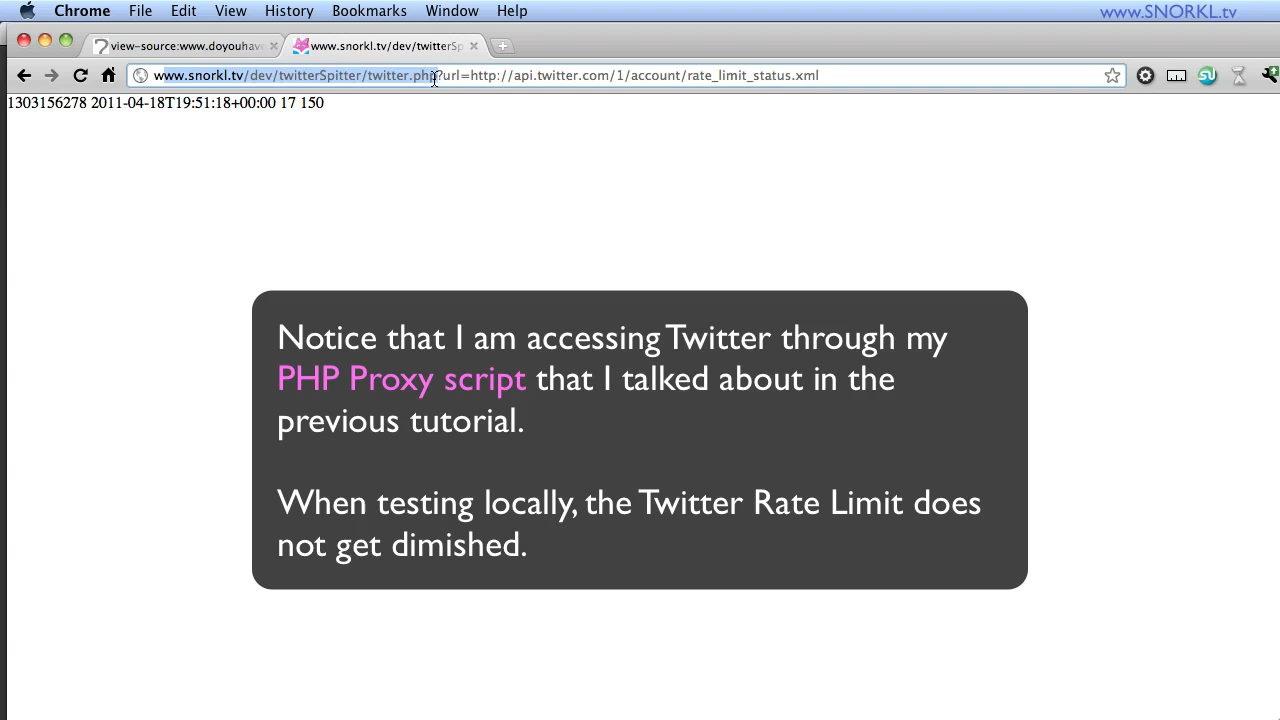 Chrome File Edit View History Bookmarks Window Help www.SNORKL.tv
view-source:www.doyouhave www.snorkl.tv/dev/twitterSp
www.snorkl.tv/dev/twitterSpitter/twitter.php?url=http://api.twitter.com/1/account/rate_limit_status.xml
1303156278 2011-04-18T19:51:18+00:00 17 150
Notice that I am accessing Twitter through my
PHP Proxy script that I talked about in the
previous tutorial.
When testing locally, the Twitter Rate Limit does
not get dimished.